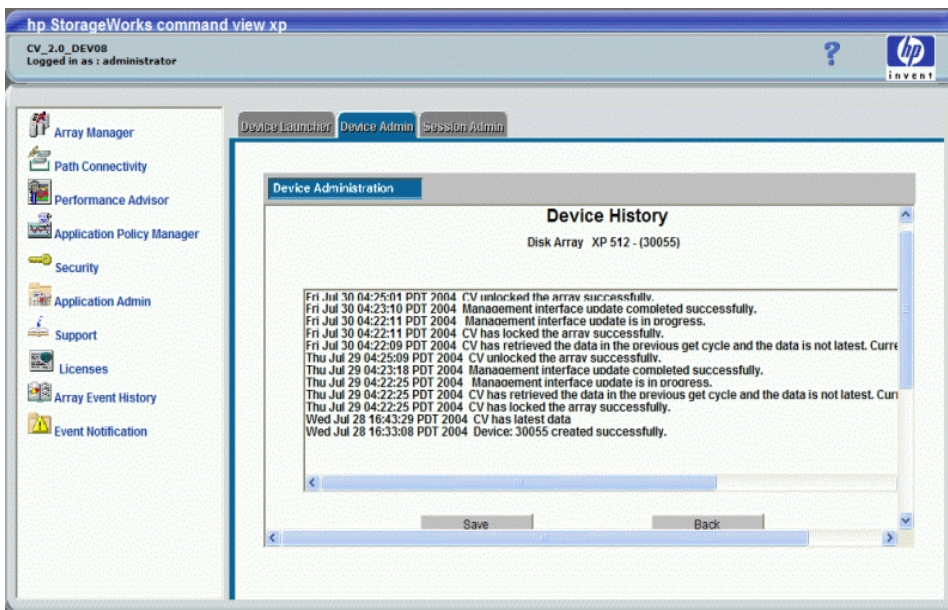 hp StorageWorks command view xp
CV_2.0_DEV08
Logged in as : administrator
?
hp
invent
Array Manager
Path Connectivity
Performance Advisor
Application Policy Manager
Security
Application Admin
Support
Licenses
Array Event History
Event Notification
Device Launcher Device Admin Session Admin
Device Administration
Device History
Disk Array XP 512 - (30055)
Fri Jul 30 04:25:01 PDT 2004 CV unlocked the array successfully.
Fri Jul 30 04:23:10 PDT 2004 Management interface update completed successfully.
Fri Jul 30 04:22:11 PDT 2004 Management interface update is in progress.
Fri Jul 30 04:22:11 PDT 2004 CV has locked the array successfully.
Fri Jul 30 04:22:09 PDT 2004 CV has retrieved the data in the previous get cycle and the data is not latest. Curre
Thu Jul 29 04:25:09 PDT 2004 CV unlocked the array successfully.
Thu Jul 29 04:23:18 PDT 2004 Management interface update completed successfully.
Thu Jul 29 04:22:25 PDT 2004 Management interface update is in progress.
Thu Jul 29 04:22:25 PDT 2004 CV has retrieved the data in the previous get cycle and the data is not latest. Curr
Thu Jul 29 04:22:25 PDT 2004 CV has locked the array successfully.
Wed Jul 28 16:43:29 PDT 2004 CV has latest data
Wed Jul 28 16:33:08 PDT 2004 Device: 30055 created successfully.
Save Back